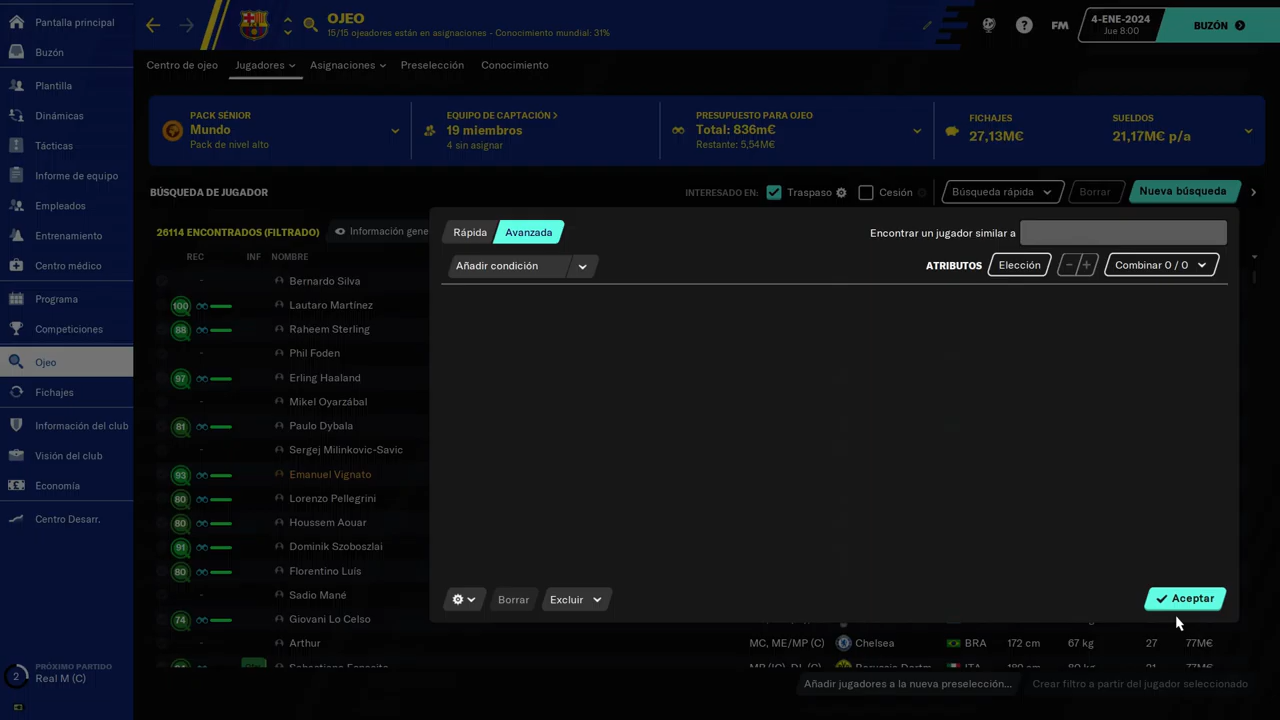 Pantalla principal
Buzón
Plantilla
Dinámicas
Tácticas
Informe de equipo
Empleados
Entrenamiento
Centro médico
Programa
Competiciones
Ojeo
Fichajes
Información del club
Visión del club
Economía
Centro Desarr.
2
PRÓXIMO PARTIDO
Real M (C)
OJEO
15/15 ojeadores están en asignaciones - Conocimiento mundial: 31%
? FM
4-ENE-2024
Jue 8:00
BUZÓN
Centro de ojeo Jugadores Asignaciones Preselección Conocimiento
PACK SÉNIOR
Mundo
Pack de nivel alto
EQUIPO DE CAPTACIÓN >
19 miembros
4 sin asignar
PRESUPUESTO PARA OJEO
Total: 836m€
Restante: 5,54M€
FICHAJES
27,13M€
SUELDOS
21,17M€ p/a
BÚSQUEDA DE JUGADOR INTERESADO EN: Traspaso Cesión Búsqueda rápida Borrar Nueva búsqueda
26114 ENCONTRADOS (FILTRADO) Información gene
REC INF NOMBRE
- Bernardo Silva
100 Lautaro Martínez
88 Raheem Sterling
- Phil Foden
97 Erling Haaland
- Mikel Oyarzábal
81 Paulo Dybala
- Sergej Milinkovic-Savic
93 Emanuel Vignato
80 Lorenzo Pellegrini
80 Houssem Aouar
91 Dominik Szoboszlai
80 Florentino Luís
- Sadio Mané
74 Giovani Lo Celso
- Arthur MC, ME/MP (C) Chelsea BRA 172 cm 67 kg 27 77M€
Rápida Avanzada Encontrar un jugador similar a
Añadir condición ATRIBUTOS Elección - / + Combinar 0 / 0
Borrar Excluir Aceptar
Añadir jugadores a la nueva preselección... Crear filtro a partir del jugador seleccionado